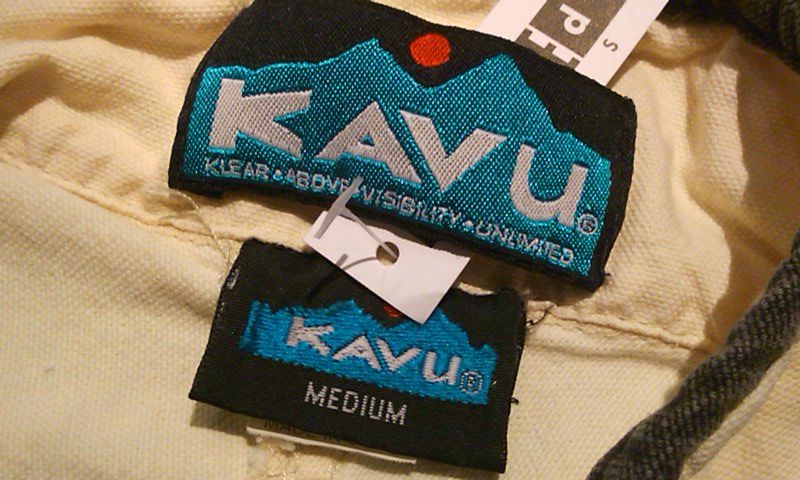 KAVU®
KLEAR • ABOVE • VISIBILITY • UNLIMITED
KAVU®
MEDIUM